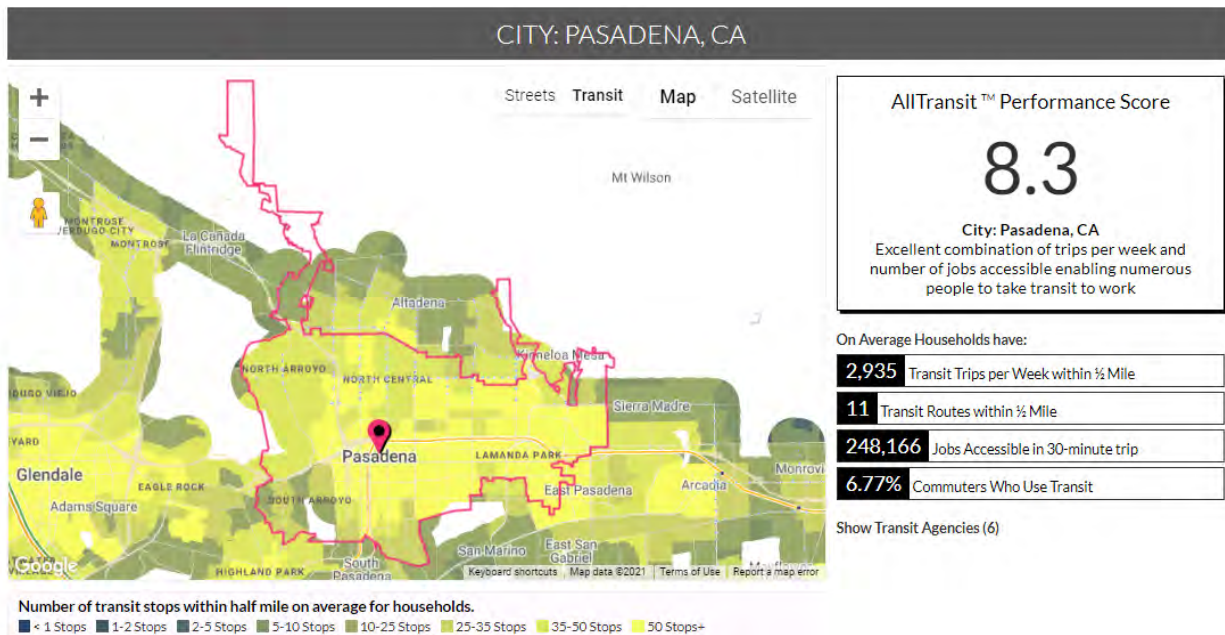 CITY: PASADENA, CA
+
−
Streets Transit Map Satellite
Mt Wilson
MONTROSE
VERDUGO CITY
MONTROSE
La Cañada
Flintridge
Altadena
Kinneloa Mesa
NORTH ARROYO
NORTH CENTRAL
Sierra Madre
Pasadena
LAMANDA PARK
Glendale
EAGLE ROCK
Adams Square
SOUTH ARROYO
East Pasadena
Arcadia
Monrovi
San Marino
East San
Gabriel
South
Pasadena
HIGHLAND PARK
Google
Keyboard shortcuts Map data ©2021 Terms of Use Report a map error
Number of transit stops within half mile on average for households.
< 1 Stops 1-2 Stops 2-5 Stops 5-10 Stops 10-25 Stops 25-35 Stops 35-50 Stops 50 Stops+
AllTransit ™ Performance Score
8.3
City: Pasadena, CA
Excellent combination of trips per week and
number of jobs accessible enabling numerous
people to take transit to work
On Average Households have:
2,935 Transit Trips per Week within ½ Mile
11 Transit Routes within ½ Mile
248,166 Jobs Accessible in 30-minute trip
6.77% Commuters Who Use Transit
Show Transit Agencies (6)